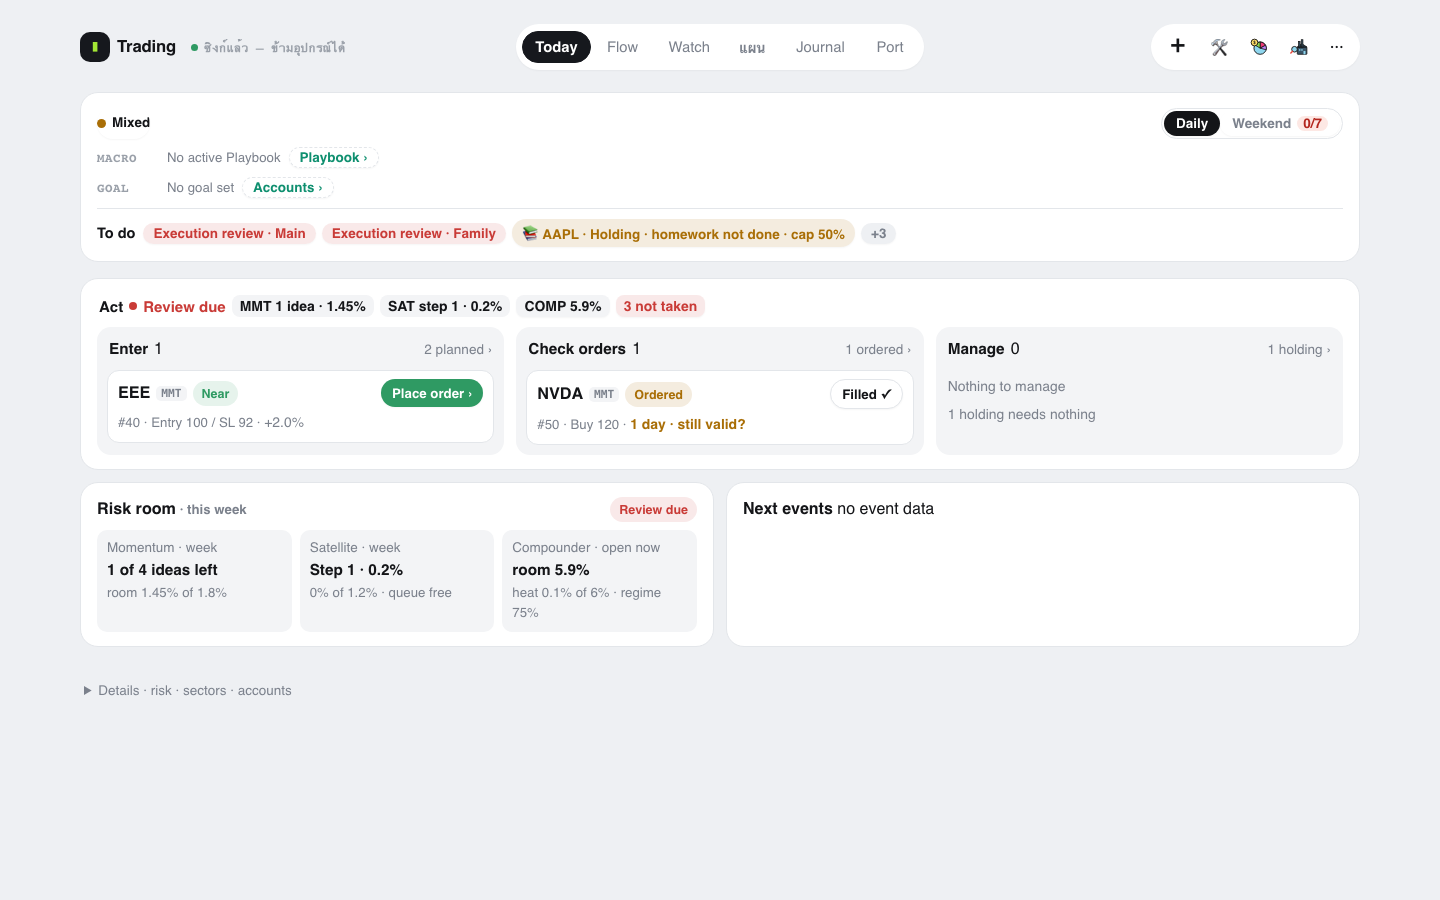 Trading
ซิงก์แล้ว — ข้ามอุปกรณ์ได้
Today Flow Watch แผน Journal Port
+ ···
Mixed
Daily Weekend 0/7
MACRO No active Playbook Playbook ›
GOAL No goal set Accounts ›
To do Execution review · Main Execution review · Family AAPL · Holding · homework not done · cap 50% +3
Act Review due MMT 1 idea · 1.45% SAT step 1 · 0.2% COMP 5.9% 3 not taken
Enter 1 2 planned ›
EEE MMT Near Place order ›
#40 · Entry 100 / SL 92 · +2.0%
Check orders 1 1 ordered ›
NVDA MMT Ordered Filled ✓
#50 · Buy 120 · 1 day · still valid?
Manage 0 1 holding ›
Nothing to manage
1 holding needs nothing
Risk room · this week Review due
Momentum · week
1 of 4 ideas left
room 1.45% of 1.8%
Satellite · week
Step 1 · 0.2%
0% of 1.2% · queue free
Compounder · open now
room 5.9%
heat 0.1% of 6% · regime
75%
Next events no event data
▶ Details · risk · sectors · accounts